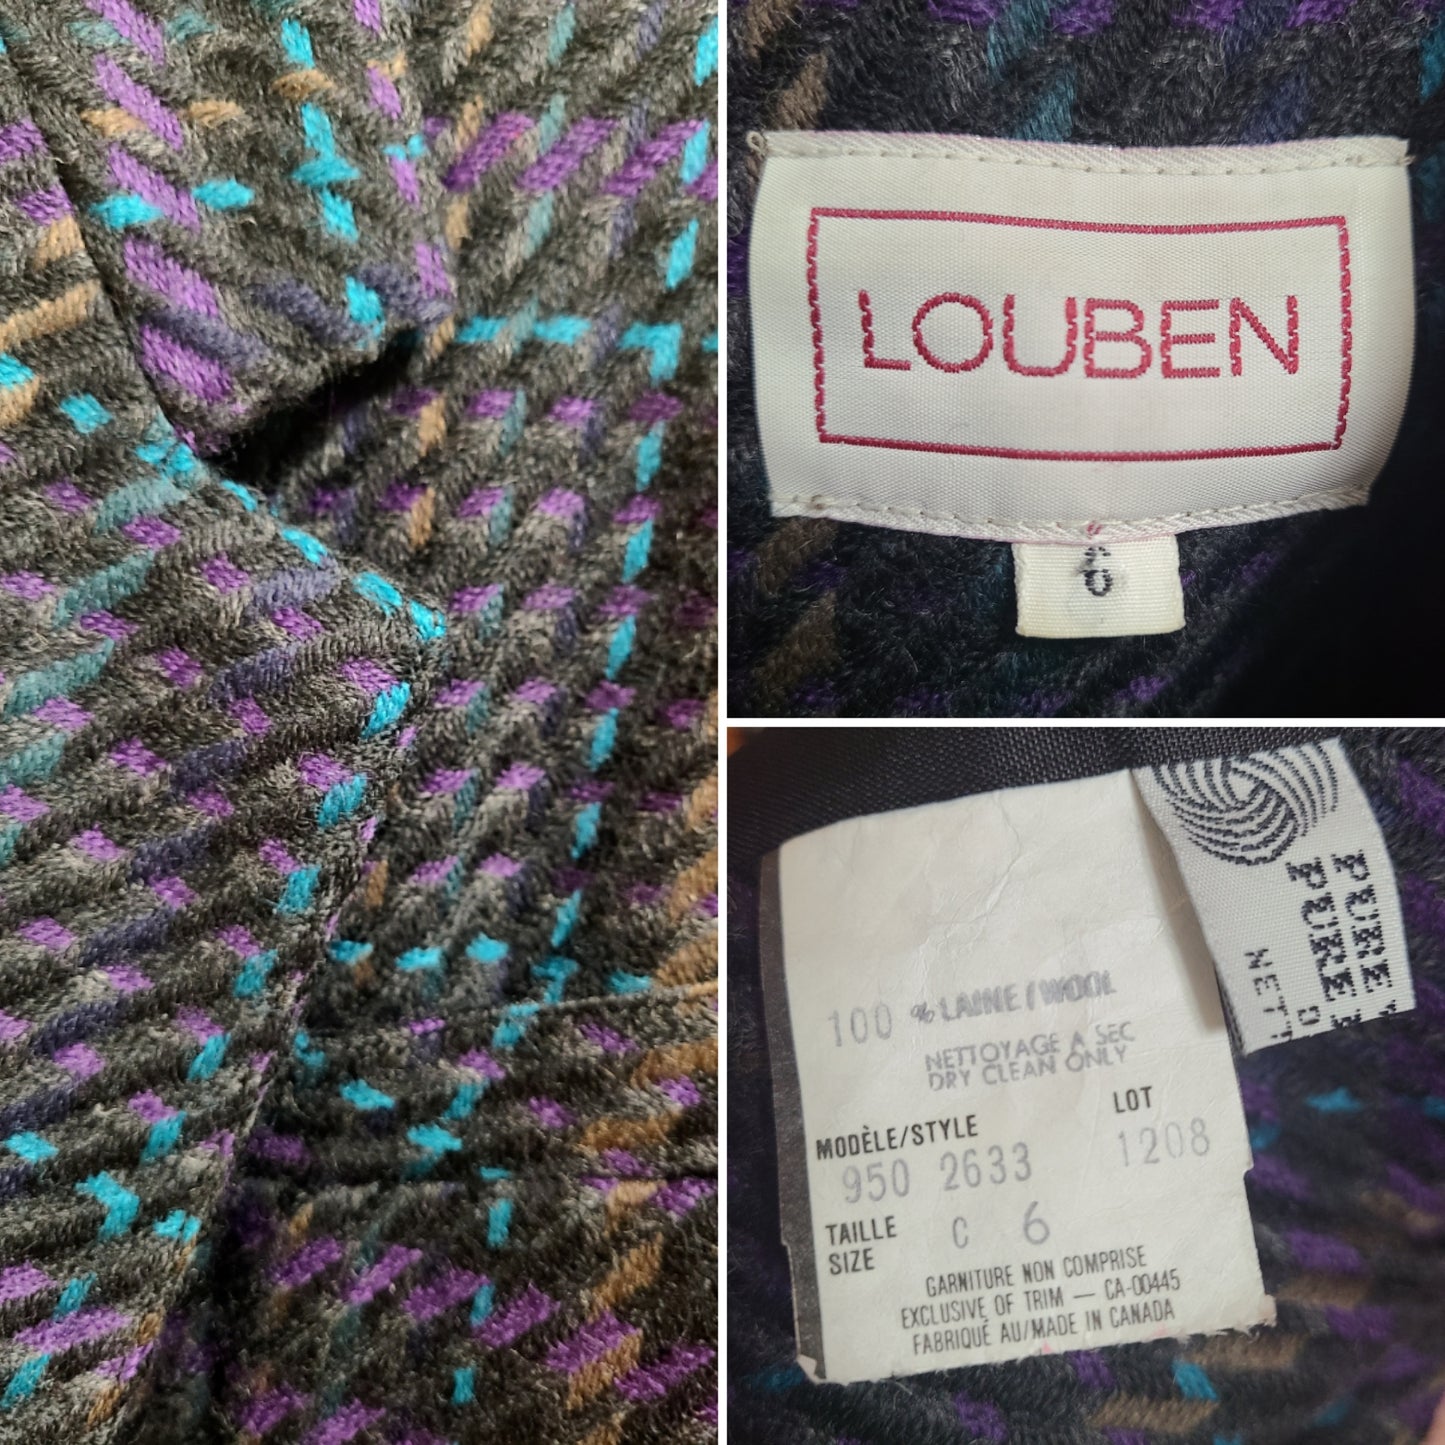 LOUBEN
6
PURE
PURE
100 % LAINE / WOOL
NETTOYAGE A SEC
DRY CLEAN ONLY
MODÈLE/STYLE LOT
950 2633 1208
TAILLE
SIZE C 6
GARNITURE NON COMPRISE
EXCLUSIVE OF TRIM — CA-00445
FABRIQUÉ AU/MADE IN CANADA